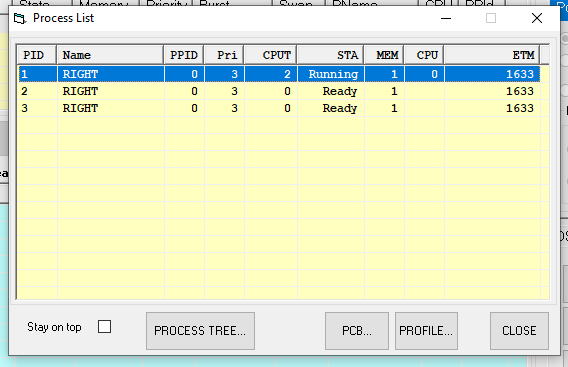 State Memory Priority Burst Swap PName CPU PPId
Process List
PID Name PPID Pri CPUT STA MEM CPU ETM
1 RIGHT 0 3 2 Running 1 0 1633
2 RIGHT 0 3 0 Ready 1 1633
3 RIGHT 0 3 0 Ready 1 1633
Stay on top
PROCESS TREE...
PCB...
PROFILE...
CLOSE